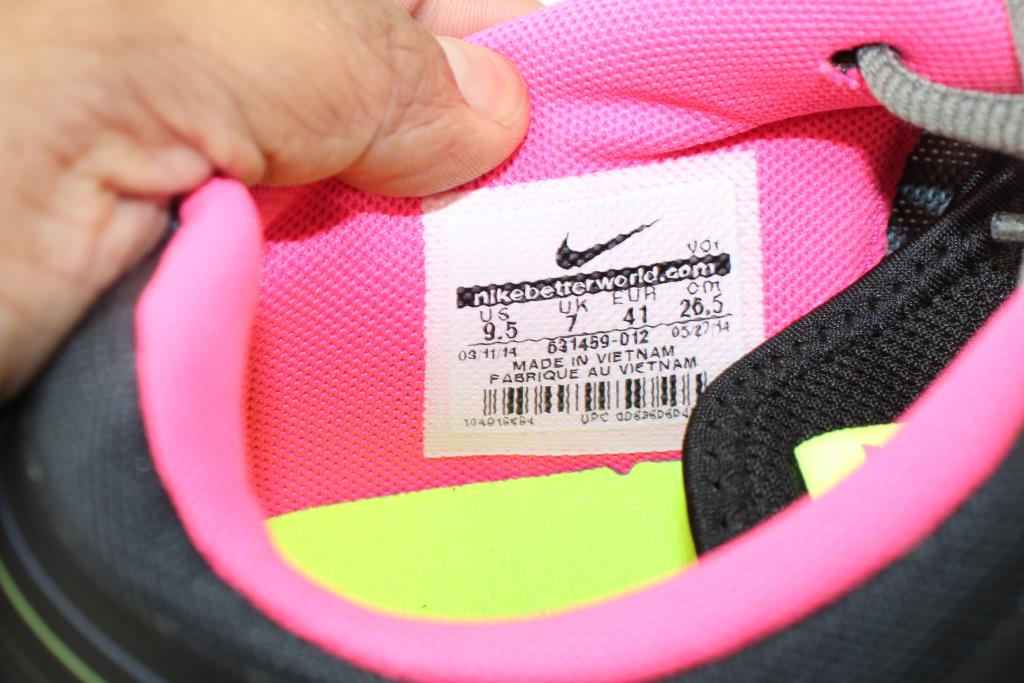 VO1
nikebetterworld.com
US UK EUR cm
9.5 7 41 26.5
03/11/14 631459-012 05/27/14
MADE IN VIETNAM
FABRIQUE AU VIETNAM
UPC